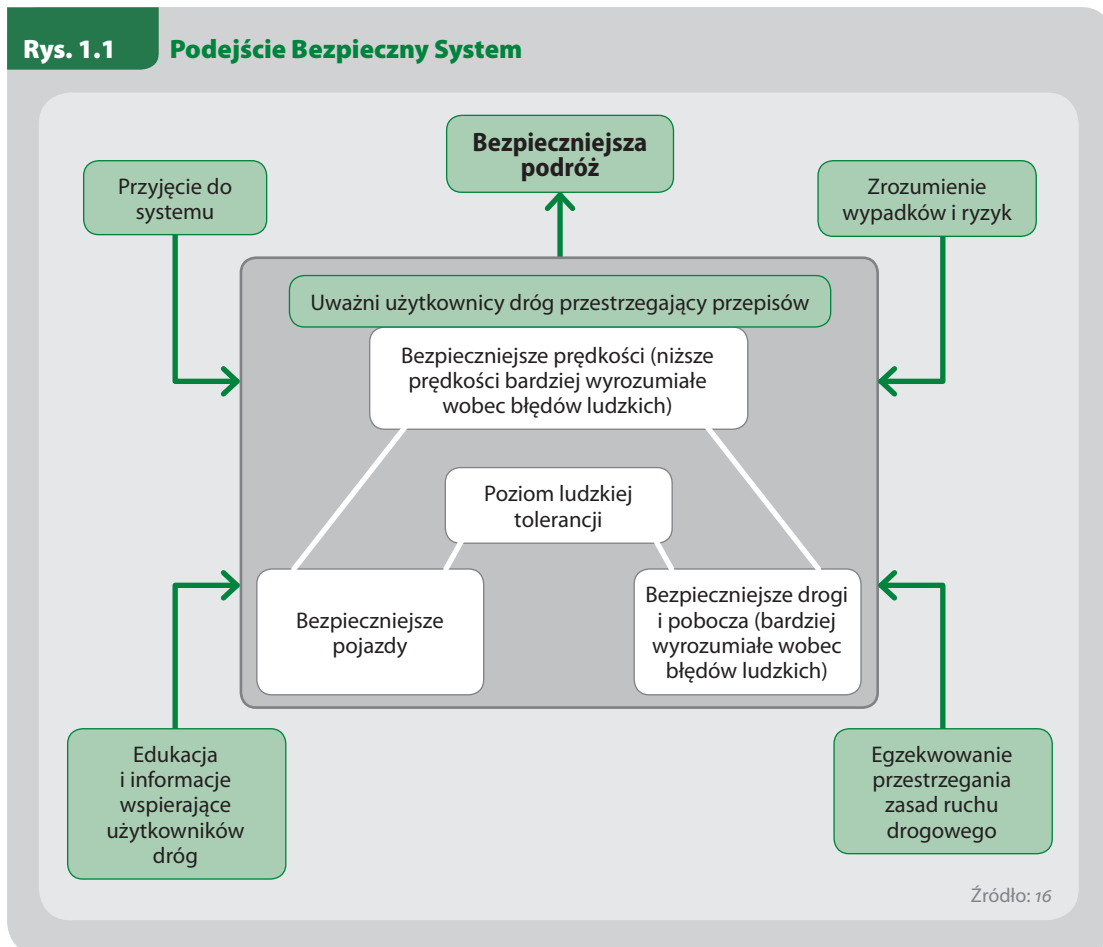 Rys. 1.1
Podejście Bezpieczny System
Bezpieczniejsza
podróż
Przyjęcie do
systemu
Zrozumienie
wypadków i ryzyk
Uważni użytkownicy dróg przestrzegający przepisów
Bezpieczniejsze prędkości (niższe
prędkości bardziej wyrozumiałe
wobec błędów ludzkich)
Poziom ludzkiej
tolerancji
Bezpieczniejsze
pojazdy
Bezpieczniejsze drogi
i pobocza (bardziej
wyrozumiałe wobec
błędów ludzkich)
Edukacja
i informacje
wspierające
użytkowników
dróg
Egzekwowanie
przestrzegania
zasad ruchu
drogowego
Źródło: 16